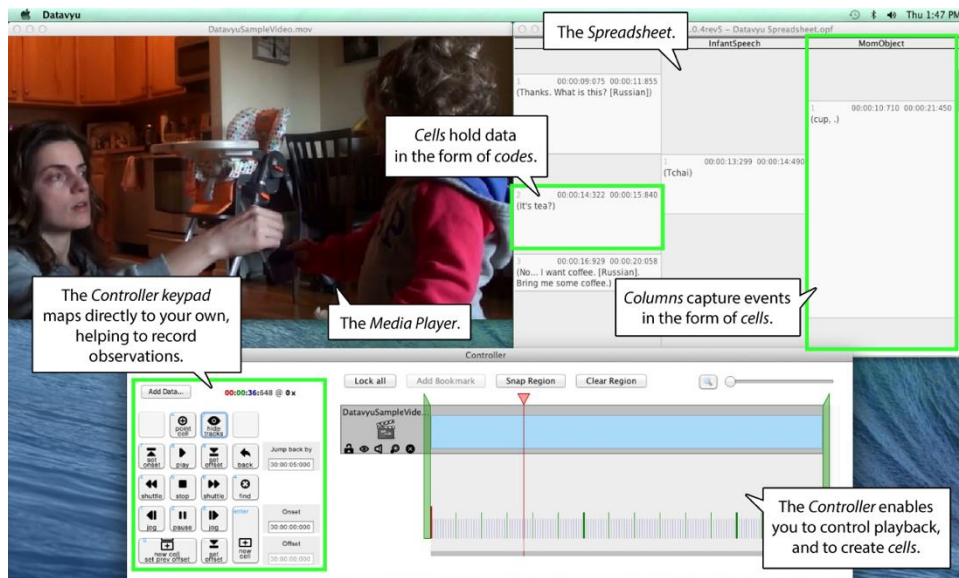 Datavyu
Thu 1:47 PM
DatavyuSampleVideo.mov
.0.4rev5 – Datavyu Spreadsheet.opf
The Spreadsheet.
InfantSpeech
MomObject
1 00:00:09:075 00:00:11:855
(Thanks. What is this? [Russian])
1 00:00:10:710 00:00:21:450
(cup, .)
Cells hold data
in the form of codes.
1 00:00:13:299 00:00:14:490
(Tchai)
2 00:00:14:322 00:00:15:840
(It's tea?)
3 00:00:16:929 00:00:20:058
(No... I want coffee. [Russian].
Bring me some coffee.)
The Controller keypad
maps directly to your own,
helping to record
observations.
The Media Player.
Columns capture events
in the form of cells.
Controller
Add Data...
00:00:36:648 @ 0x
Lock all
Add Bookmark
Snap Region
Clear Region
DatavyuSampleVide...
point
cell
hide
tracks
set
onset
play
set
offset
back
Jump back by
00:00:05:000
shuttle
stop
shuttle
find
jog
pause
jog
enter
Onset
00:00:00:000
new cell
set prev offset
set
offset
new
cell
Offset
00:00:00:000
The Controller enables
you to control playback,
and to create cells.